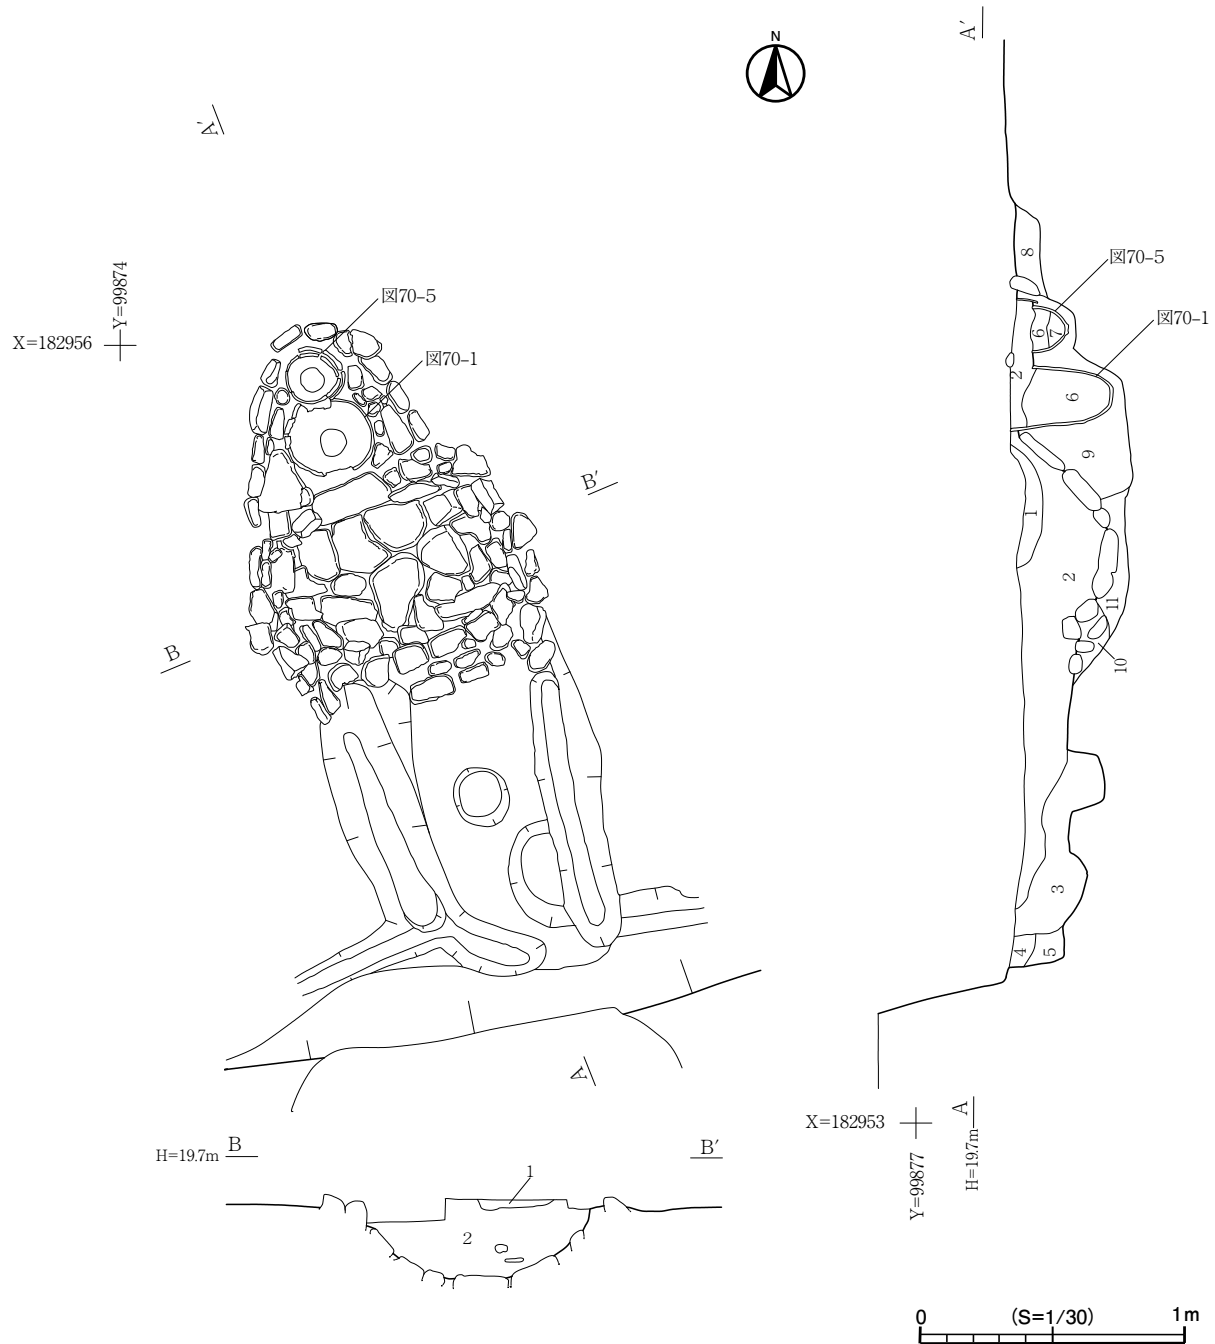 A′
N
A′
8
Y=99874
図70-5
図70-5
図70-1
X=182956
6
7
図70-1
2
6
9
B′
1
2
11
B
10
3
4
5
A
X=182953
A
H=19.7m
Y=99877
H=19.7m
B
B′
1
2
0
(S=1/30)
1m